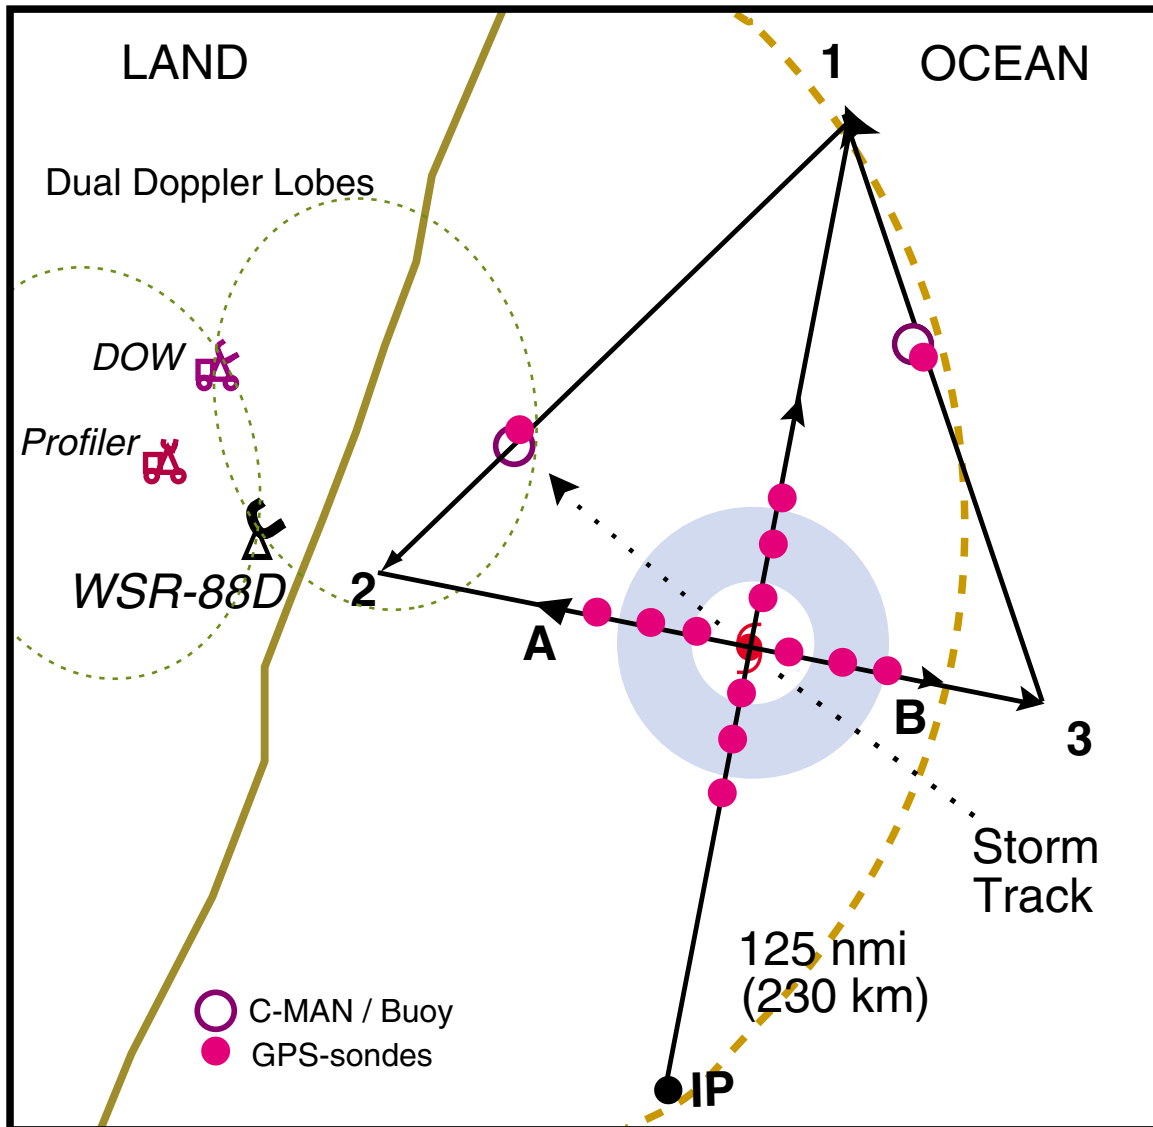 LAND
1
OCEAN
Dual Doppler Lobes
DOW
Profiler
WSR-88D
2
A
B
3
Storm
Track
125 nmi
(230 km)
C-MAN / Buoy
GPS-sondes
IP